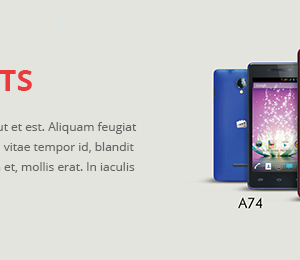 TS
ut et est. Aliquam feugiat
vitae tempor id, blandit
et, mollis erat. In iaculis
A74